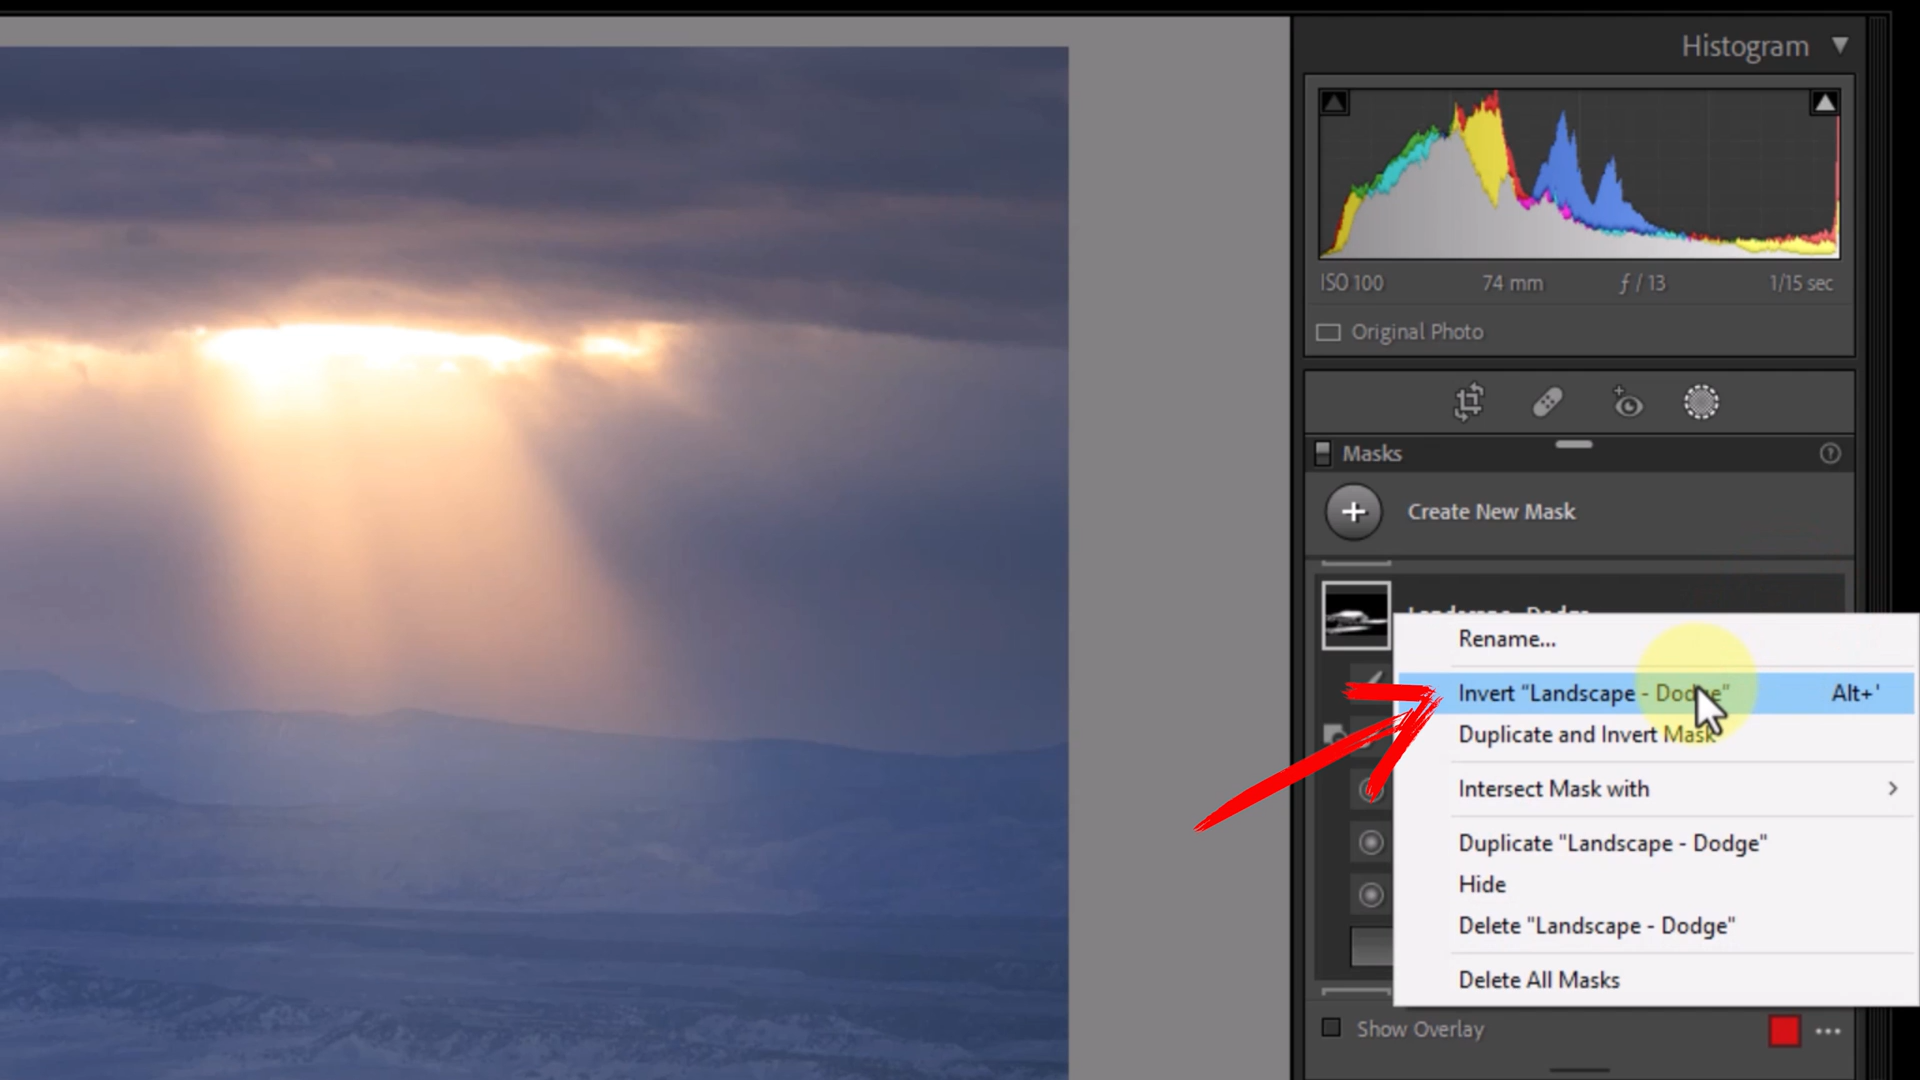 Histogram
ISO 100 74 mm ƒ / 13 1/15 sec
Original Photo
Masks
Create New Mask
Landscape - Dodge
Rename...
Invert "Landscape - Dodge" Alt+'
Duplicate and Invert Mask
Intersect Mask with
Duplicate "Landscape - Dodge"
Hide
Delete "Landscape - Dodge"
Delete All Masks
Show Overlay